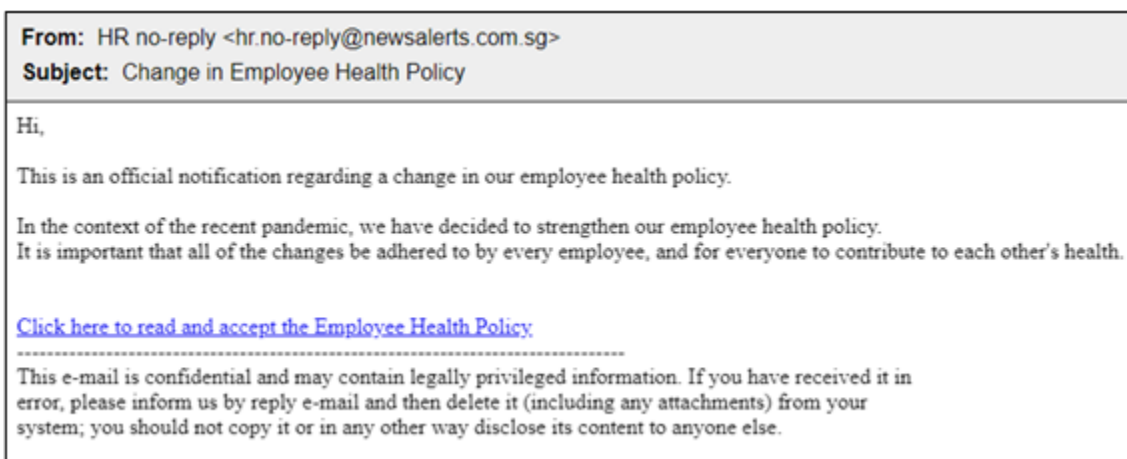 From: HR no-reply <hr.no-reply@newsalerts.com.sg>
Subject: Change in Employee Health Policy
Hi,
This is an official notification regarding a change in our employee health policy.
In the context of the recent pandemic, we have decided to strengthen our employee health policy.
It is important that all of the changes be adhered to by every employee, and for everyone to contribute to each other's health.
Click here to read and accept the Employee Health Policy
--------------------------------------------------------------------------------
This e-mail is confidential and may contain legally privileged information. If you have received it in
error, please inform us by reply e-mail and then delete it (including any attachments) from your
system; you should not copy it or in any other way disclose its content to anyone else.